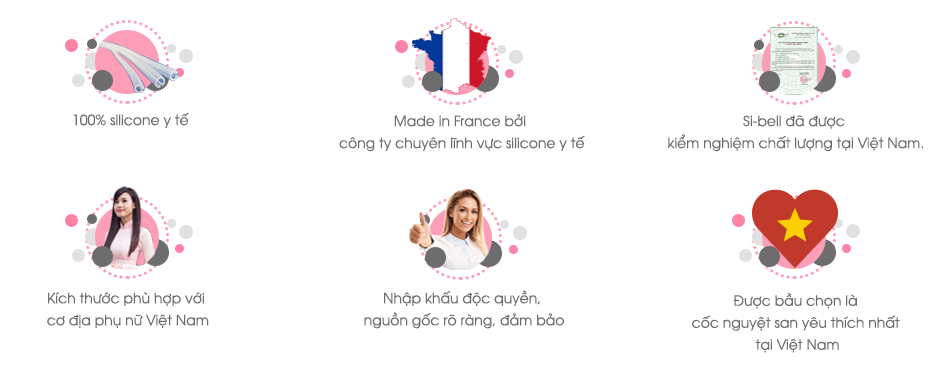 100% silicone y tế
Made in France bởi
công ty chuyên lĩnh vực silicone y tế
Si-bell đã được
kiểm nghiệm chất lượng tại Việt Nam.
Kích thước phù hợp với
cơ địa phụ nữ Việt Nam
Nhập khẩu độc quyền,
nguồn gốc rõ ràng, đảm bảo
Được bầu chọn là
cốc nguyệt san yêu thích nhất
tại Việt Nam